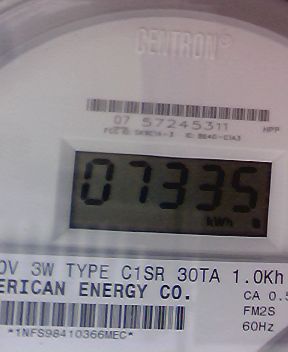 CENTRON®
07 57245311 HPP
07335
kWh
0V 3W TYPE C1SR 30TA 1.0Kh
ERICAN ENERGY CO.
CA 0.5
FM2S
60Hz
*1NFS98410366MEC*